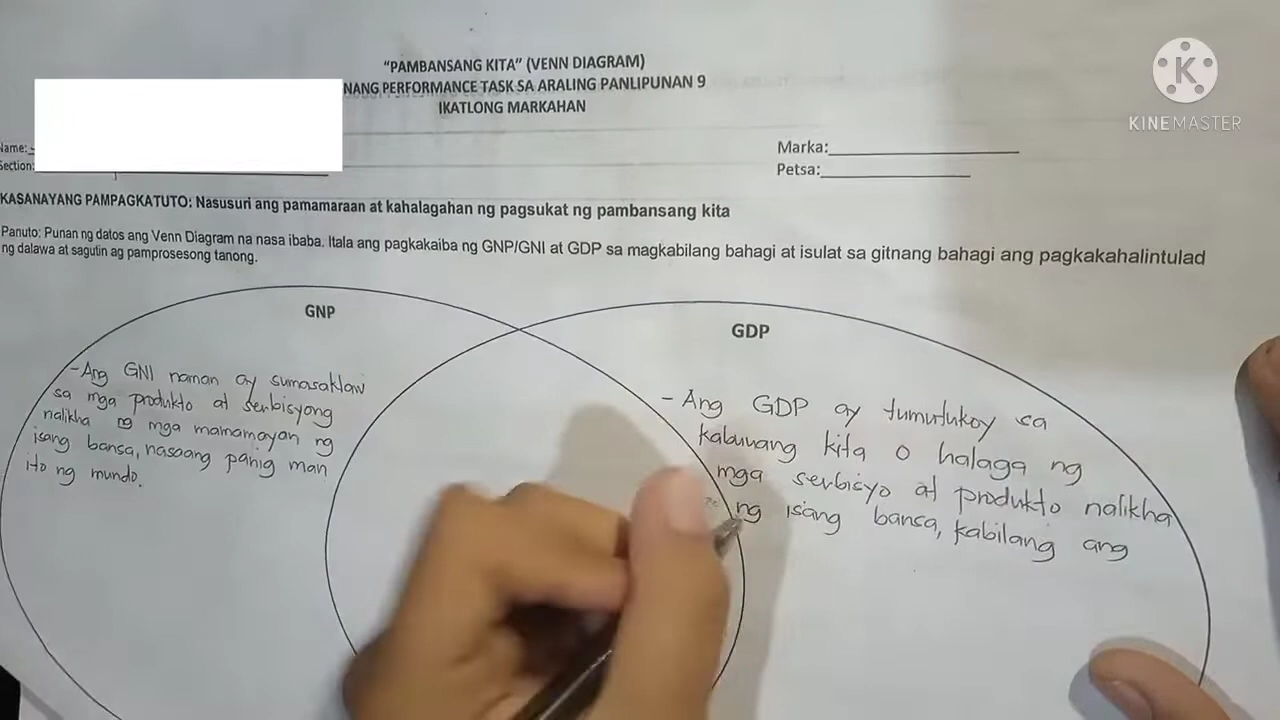 "PAMBANSANG KITA" (VENN DIAGRAM)
NANG PERFORMANCE TASK SA ARALING PANLIPUNAN 9
IKATLONG MARKAHAN
KINEMASTER
Name:
Section:
Marka:
Petsa:
KASANAYANG PAMPAGKATUTO: Nasusuri ang pamamaraan at kahalagahan ng pagsukat ng pambansang kita
Panuto: Punan ng datos ang Venn Diagram na nasa ibaba. Itala ang pagkakaiba ng GNP/GNI at GDP sa magkabilang bahagi at isulat sa gitnang bahagi ang pagkakahalintulad
ng dalawa at sagutin ag pamprosesong tanong.
GNP
- Ang GNI naman ay sumasaklaw
sa mga produkto at serbisyong
nalikha ng mga mamamayan ng
isang bansa, nasaang panig man
ito ng mundo.
GDP
- Ang GDP ay tumutukoy sa
kabuuang kita o halaga ng
mga serbisyo at produkto nalikha
ng isang bansa, kabilang ang